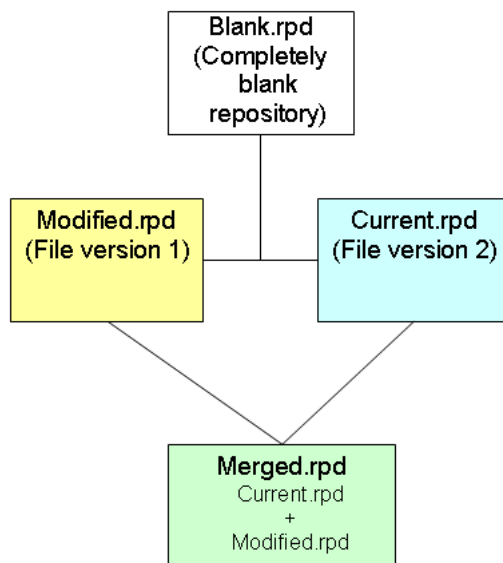 Blank.rpd
(Completely
blank
repository)
Modified.rpd
(File version 1)
Current.rpd
(File version 2)
Merged.rpd
Current.rpd
+
Modified.rpd